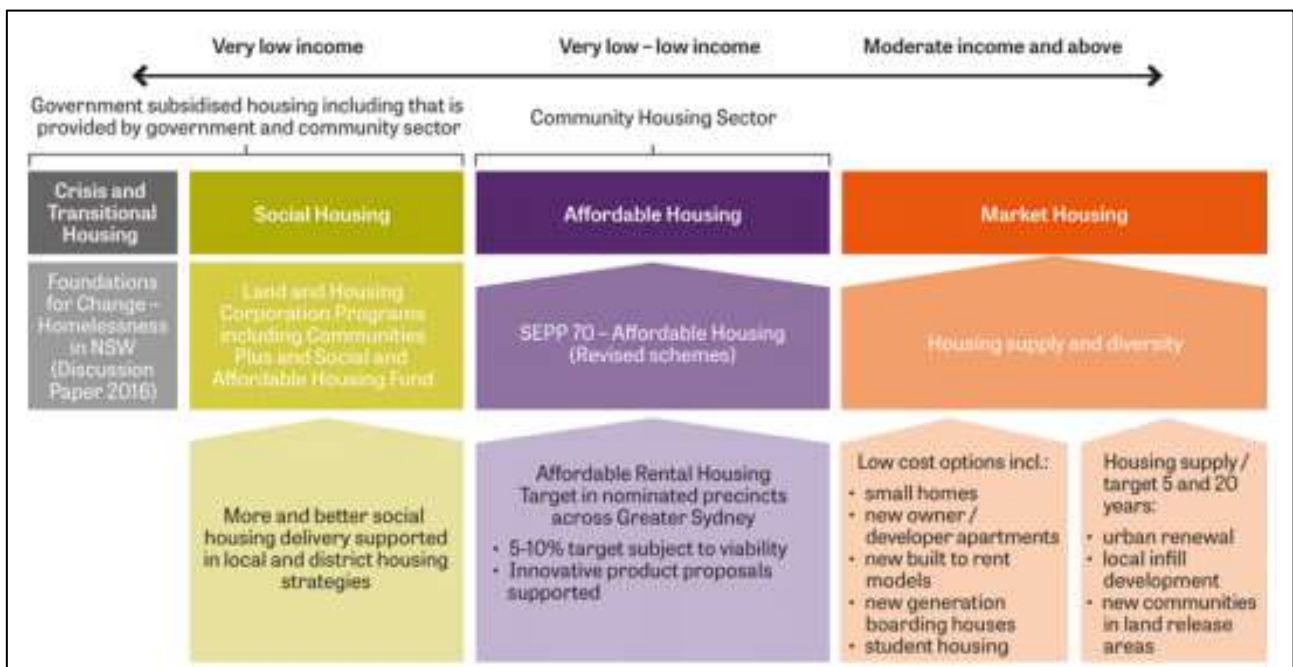 Very low income
Very low – low income
Moderate income and above
Government subsidised housing including that is
provided by government and community sector
Community Housing Sector
Crisis and
Transitional
Housing
Social Housing
Affordable Housing
Market Housing
Foundations
for Change –
Homelessness
in NSW
(Discussion
Paper 2016)
Land and Housing
Corporation Programs
including Communities
Plus and Social and
Affordable Housing Fund
SEPP 70 – Affordable Housing
(Revised schemes)
Housing supply and diversity
More and better social
housing delivery supported
in local and district housing
strategies
Affordable Rental Housing
Target in nominated precincts
across Greater Sydney
• 5-10% target subject to viability
• Innovative product proposals
supported
Low cost options incl.:
• small homes
• new owner /
developer apartments
• new built to rent
models
• new generation
boarding houses
• student housing
Housing supply /
target 5 and 20
years:
• urban renewal
• local infill
development
• new communities
in land release
areas